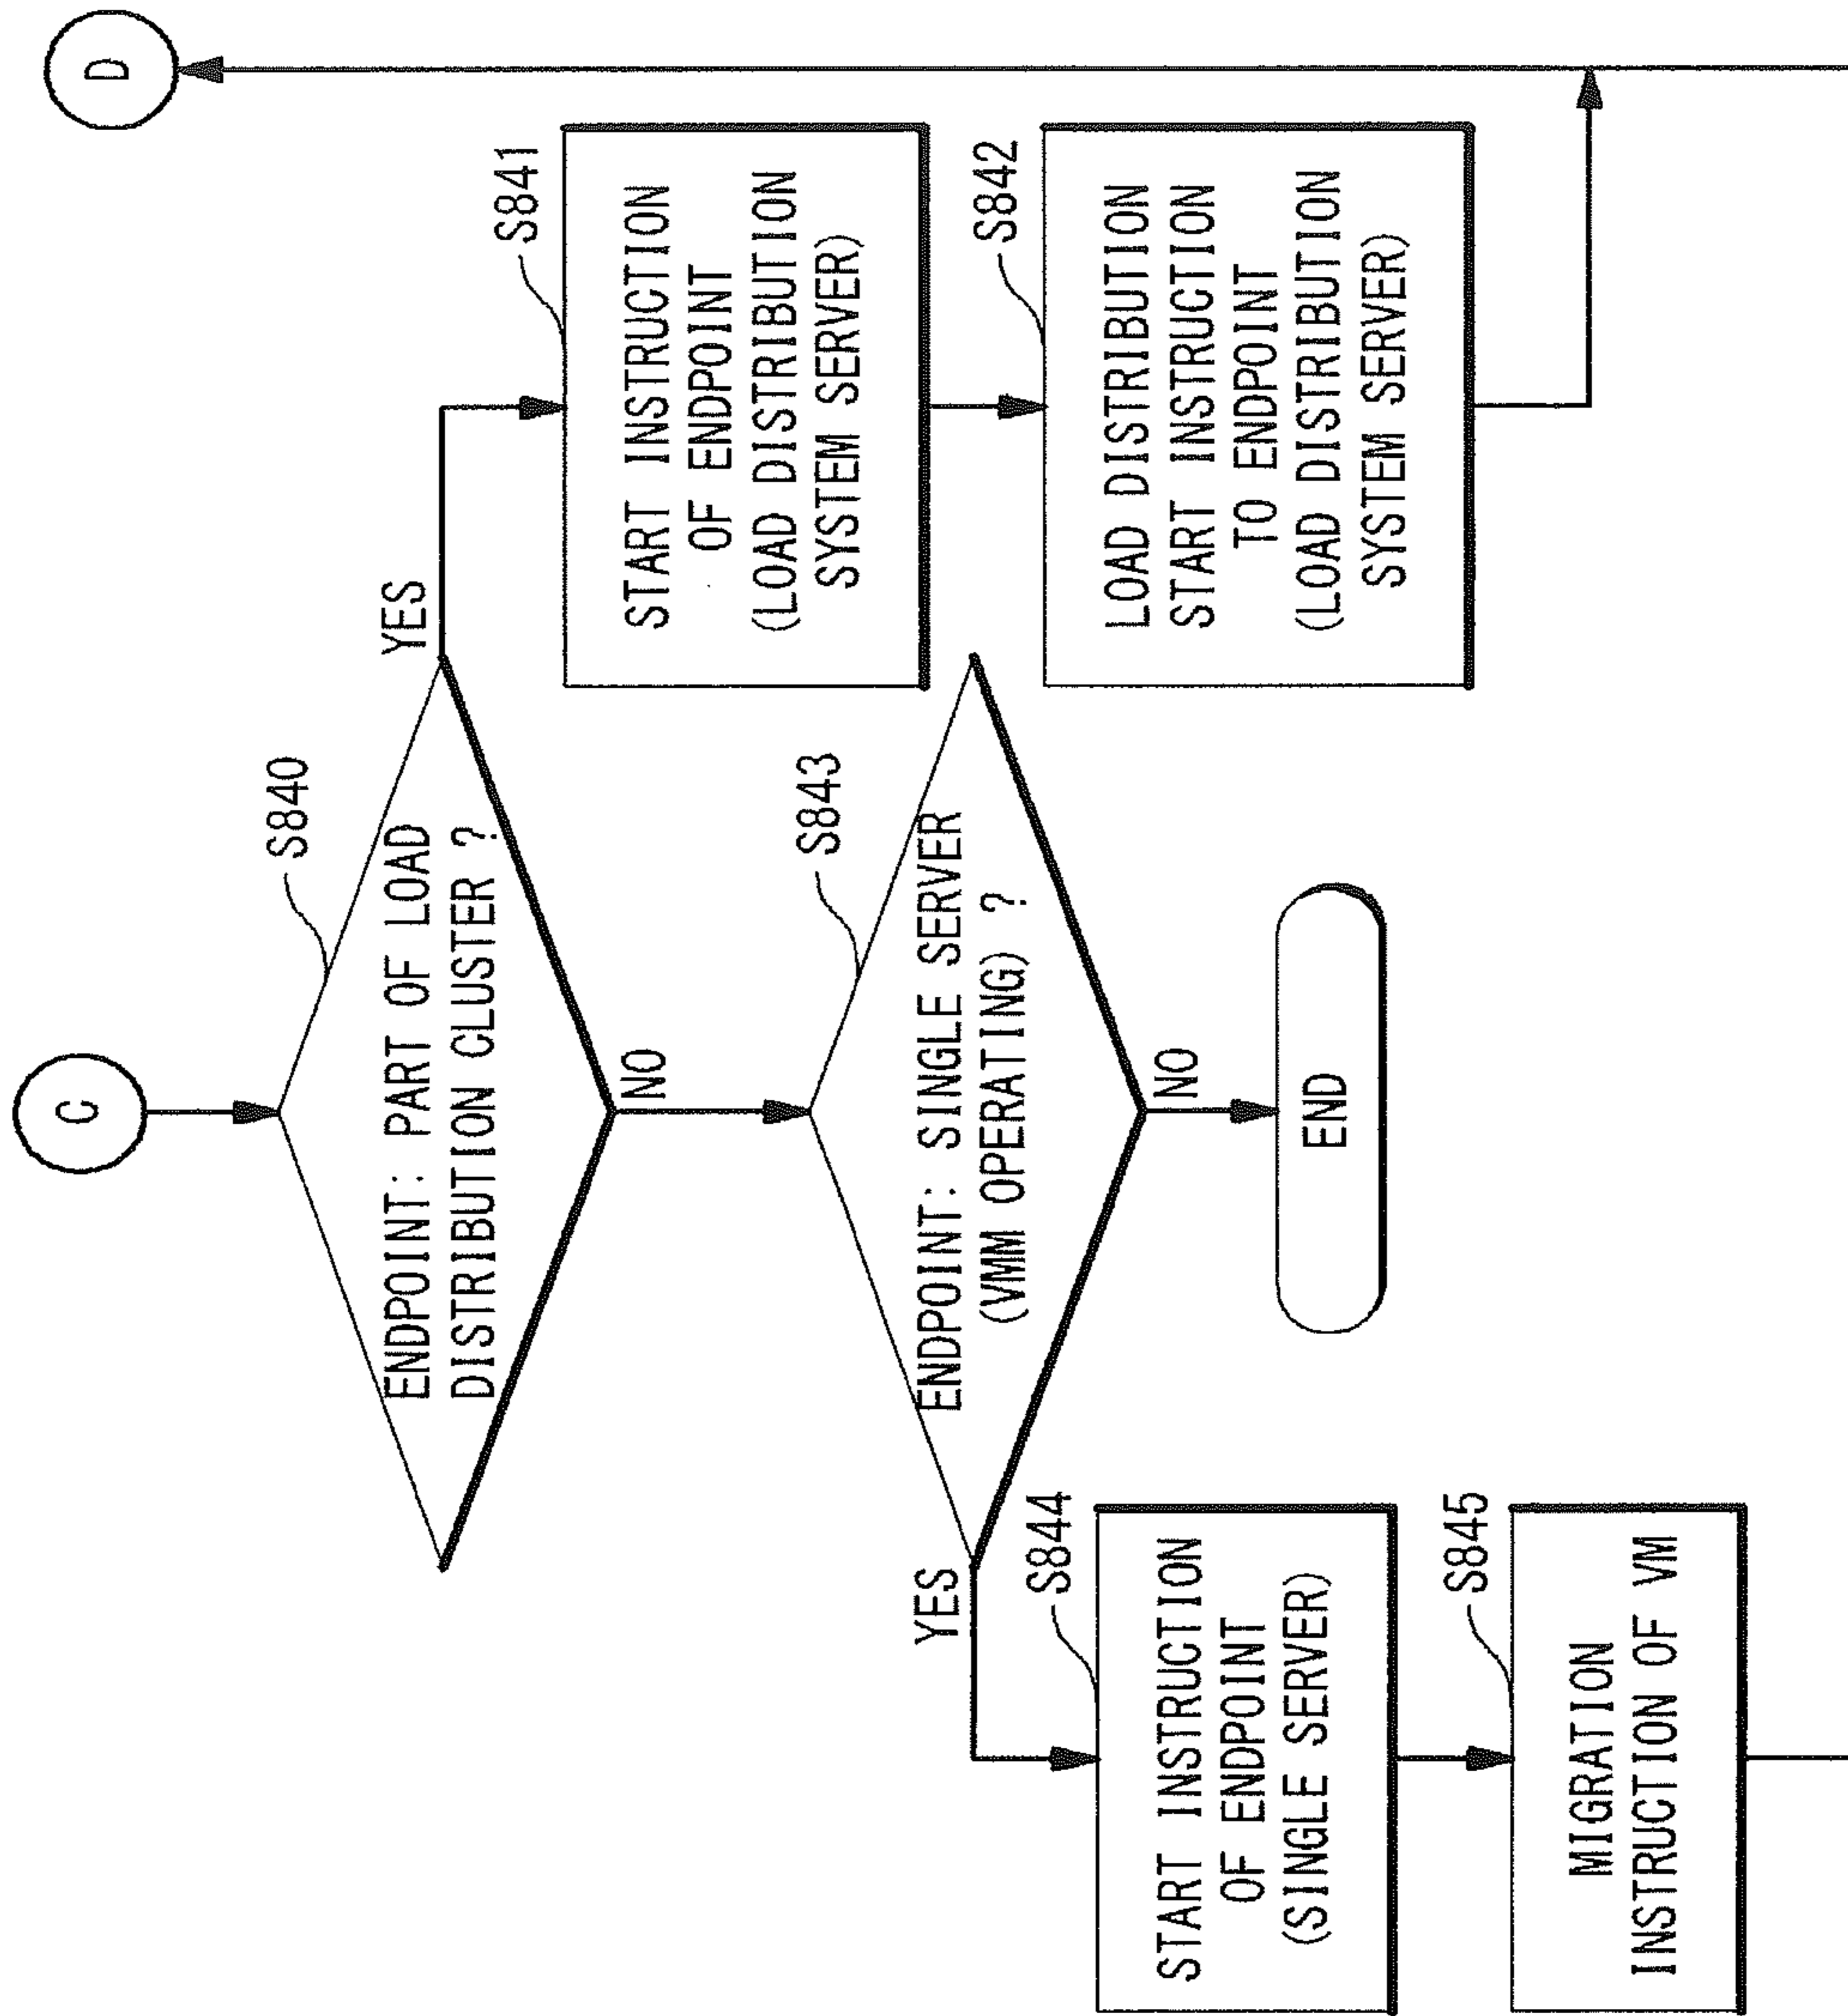 C
D
S840
ENDPOINT: PART OF LOAD
DISTRIBUTION CLUSTER ?
YES
NO
S841
START INSTRUCTION
OF ENDPOINT
(LOAD DISTRIBUTION
SYSTEM SERVER)
S842
LOAD DISTRIBUTION
START INSTRUCTION
TO ENDPOINT
(LOAD DISTRIBUTION
SYSTEM SERVER)
S843
ENDPOINT: SINGLE SERVER
(VMM OPERATING) ?
YES
NO
END
S844
START INSTRUCTION
OF ENDPOINT
(SINGLE SERVER)
S845
MIGRATION
INSTRUCTION OF VM